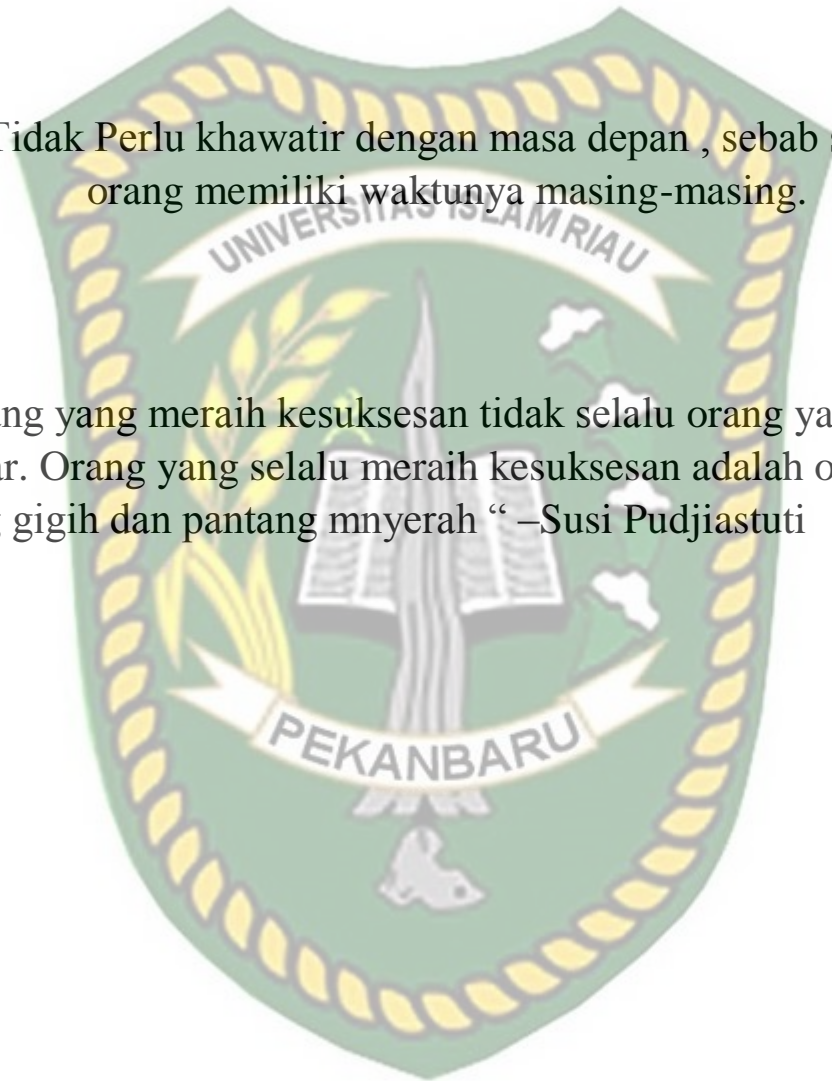 Tidak Perlu khawatir dengan masa depan , sebab
orang memiliki waktunya masing-masing.
UNIVERSITAS ISLAM RIAU
yang meraih kesuksesan tidak selalu orang
Orang yang selalu meraih kesuksesan adalah
gigih dan pantang mnyerah “ –Susi Pudjiastuti
PEKANBARU